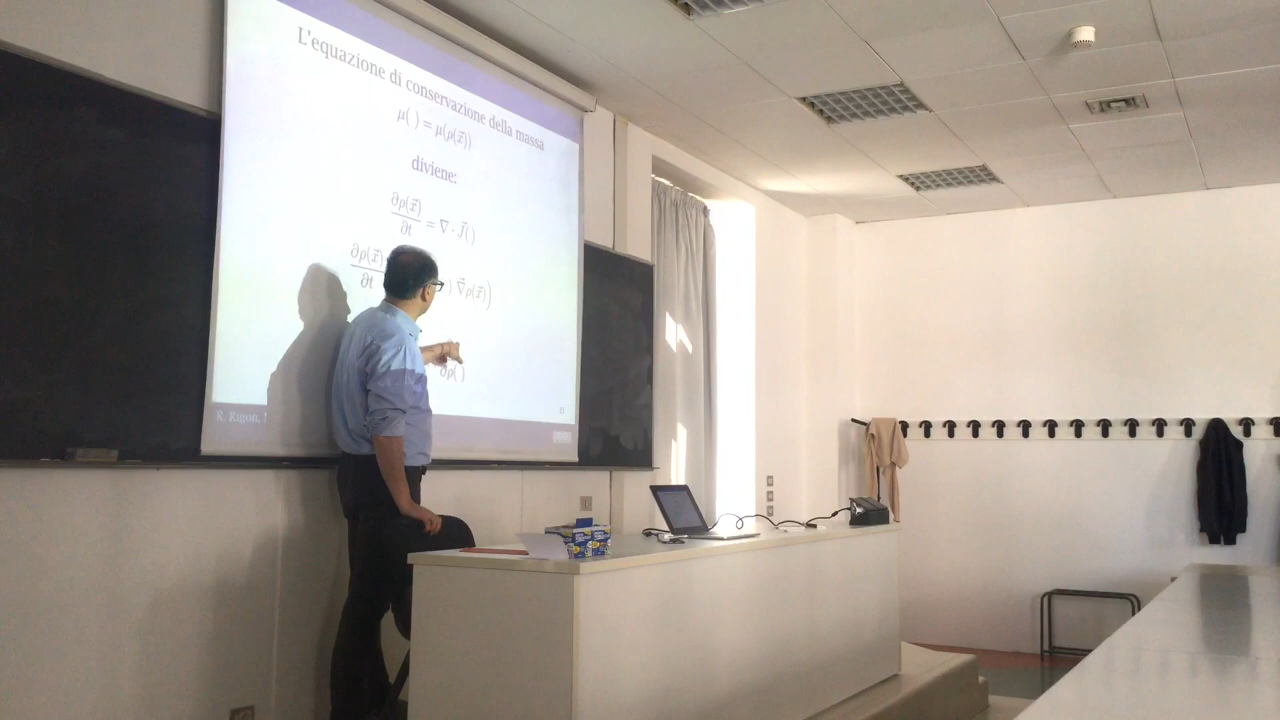 L'equazione di conservazione della massa
μ( ) = μ(ρ(x⃗))
diviene:
∂ρ(x⃗)/∂t = ∇ · J⃗( )
∂ρ(x⃗)/∂t ) ∇⃗ρ(x⃗))
∂ρ( )
R. Rigon,